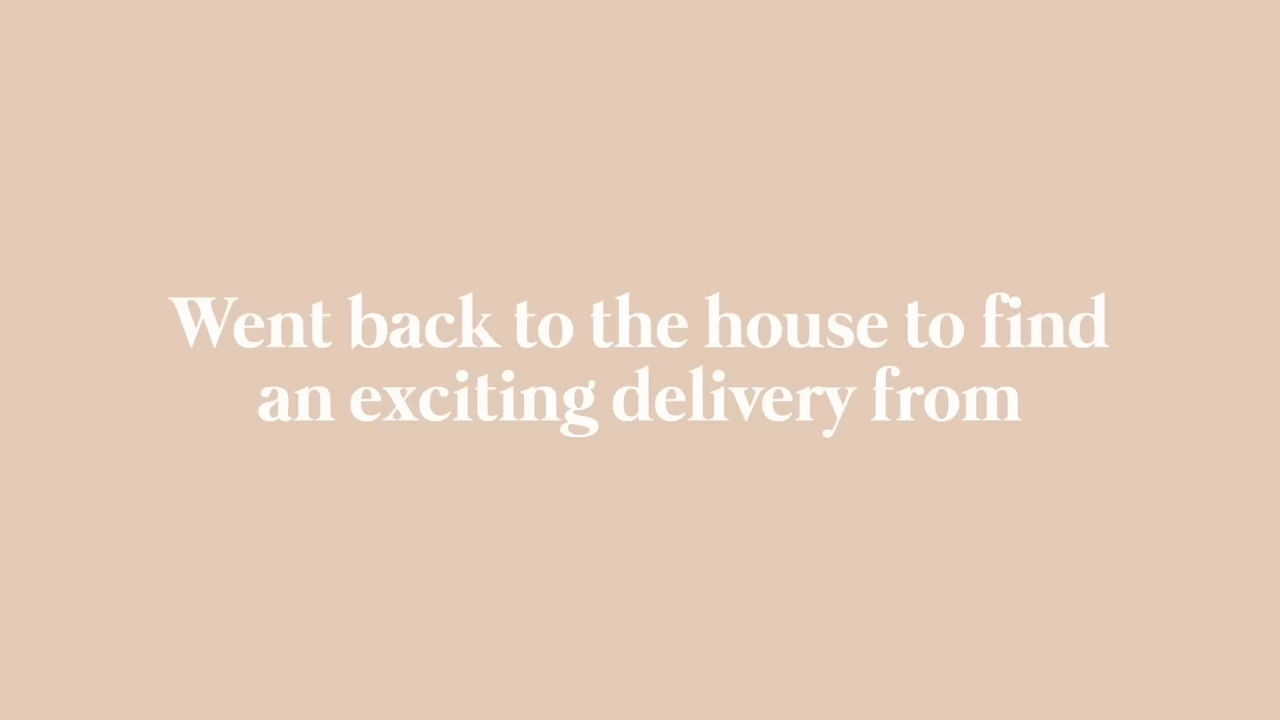 Went back to the house to find
an exciting delivery from